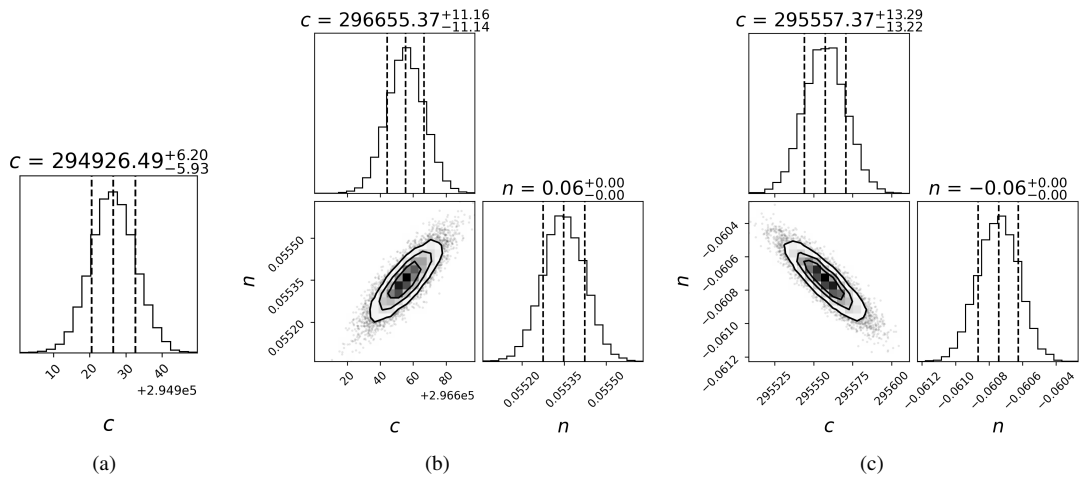 c = 294926.49+6.20−5.93
10 20 30 40
+2.949e5
c
(a)
c = 296655.37+11.16−11.14
n = 0.06+0.00−0.00
n
0.05550
0.05535
0.05520
20 40 60 80
+2.966e5
c
0.05520 0.05535 0.05550
n
(b)
c = 295557.37+13.29−13.22
n = −0.06+0.00−0.00
n
−0.0604
−0.0606
−0.0608
−0.0610
−0.0612
295525 295550 295575 295600
c
−0.0612 −0.0610 −0.0608 −0.0606 −0.0604
n
(c)